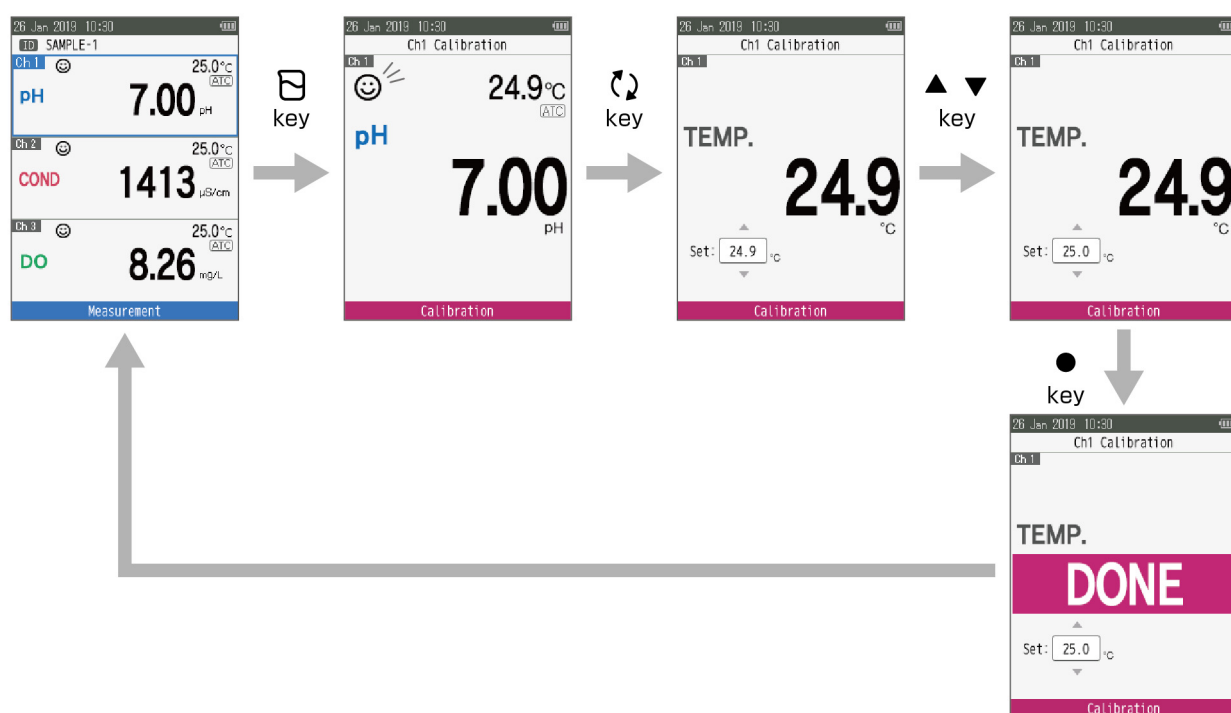 26 Jan 2019 10:30
ID SAMPLE-1
Ch 1
25.0°C
ATC
pH
7.00 pH
Ch 2
25.0°C
ATC
COND
1413 µS/cm
Ch 3
25.0°C
ATC
DO
8.26 mg/L
Measurement
key
26 Jan 2019 10:30
Ch1 Calibration
Ch 1
24.9°C
ATC
pH
7.00
pH
Calibration
key
26 Jan 2019 10:30
Ch1 Calibration
Ch 1
TEMP.
24.9
°C
Set: 24.9 °C
Calibration
▲ ▼
key
26 Jan 2019 10:30
Ch1 Calibration
Ch 1
TEMP.
24.9
°C
Set: 25.0 °C
Calibration
●
key
26 Jan 2019 10:30
Ch1 Calibration
Ch 1
TEMP.
DONE
Set: 25.0 °C
Calibration